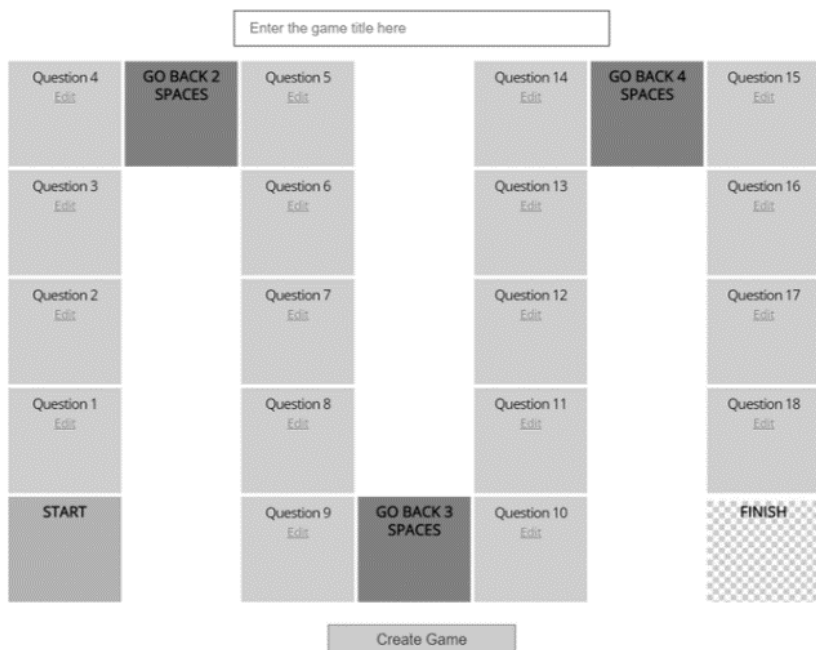 Enter the game title here
Question 4
Edit
GO BACK 2
SPACES
Question 5
Edit
Question 14
Edit
GO BACK 4
SPACES
Question 15
Edit
Question 3
Edit
Question 6
Edit
Question 13
Edit
Question 16
Edit
Question 2
Edit
Question 7
Edit
Question 12
Edit
Question 17
Edit
Question 1
Edit
Question 8
Edit
Question 11
Edit
Question 18
Edit
START
Question 9
Edit
GO BACK 3
SPACES
Question 10
Edit
FINISH
Create Game